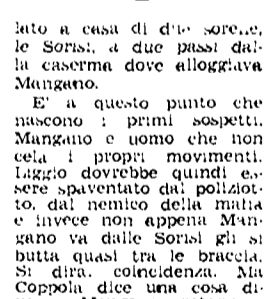 lato a casa di due sorelle,
le Sorisi, a due passi dal-
la caserma dove alloggiava
Mangano.
E' a questo punto che
nascono i primi sospetti.
Mangano e uomo che non
cela i propri movimenti.
Liggio dovrebbe quindi es-
sere spaventato dal poliziot-
to, dal nemico della mafia
e invece non appena Man-
gano va dalle Sorisi gli si
butta quasi tra le braccia.
Si dira, coincidenza. Ma
Coppola dice una cosa di-